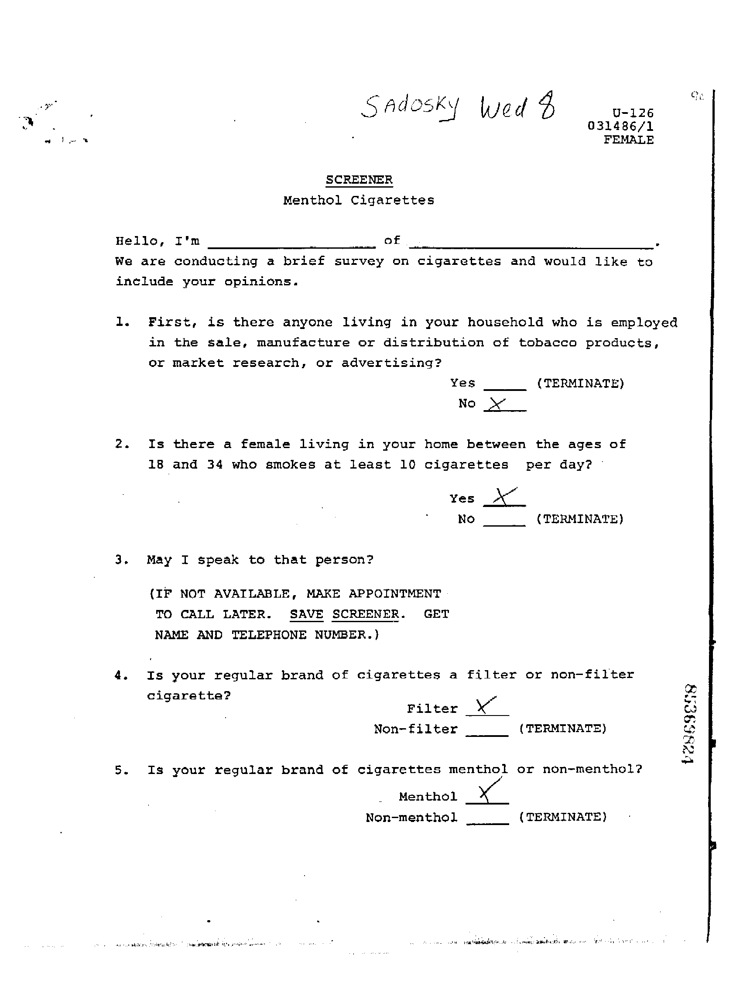 SAdoSKY Wed 8
U-126
031486/1
FEMALE
SCREENER
Menthol Cigarettes
Hello, I'm ____________ of ____________.
We are conducting a brief survey on cigarettes and would like to
include your opinions.
1. First, is there anyone living in your household who is employed
in the sale, manufacture or distribution of tobacco products,
or market research, or advertising?
Yes _____ (TERMINATE)
No X
2. Is there a female living in your home between the ages of
18 and 34 who smokes at least 10 cigarettes per day?
Yes X
No _____ (TERMINATE)
3. May I speak to that person?
(IF NOT AVAILABLE, MAKE APPOINTMENT
TO CALL LATER. SAVE SCREENER. GET
NAME AND TELEPHONE NUMBER.)
4. Is your regular brand of cigarettes a filter or non-filter
cigarette?
Filter X
Non-filter _____ (TERMINATE)
5. Is your regular brand of cigarettes menthol or non-menthol?
Menthol X
Non-menthol _____ (TERMINATE)
85369824